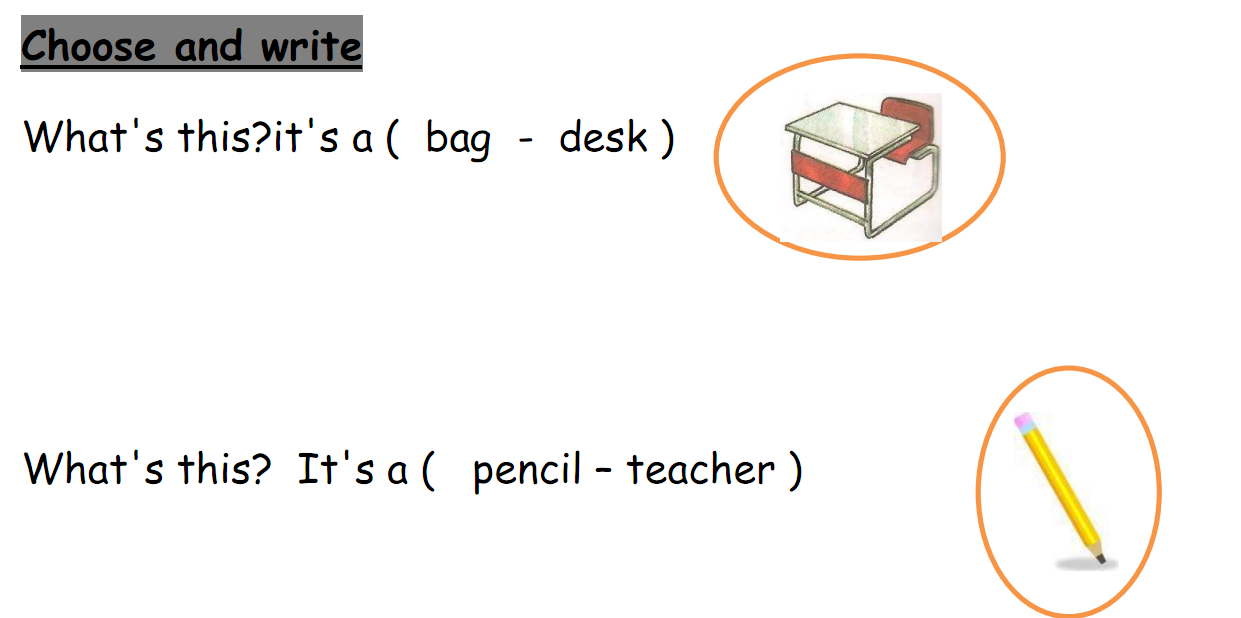 Choose and write
What's this?it's a ( bag - desk )
What's this? It's a ( pencil – teacher )